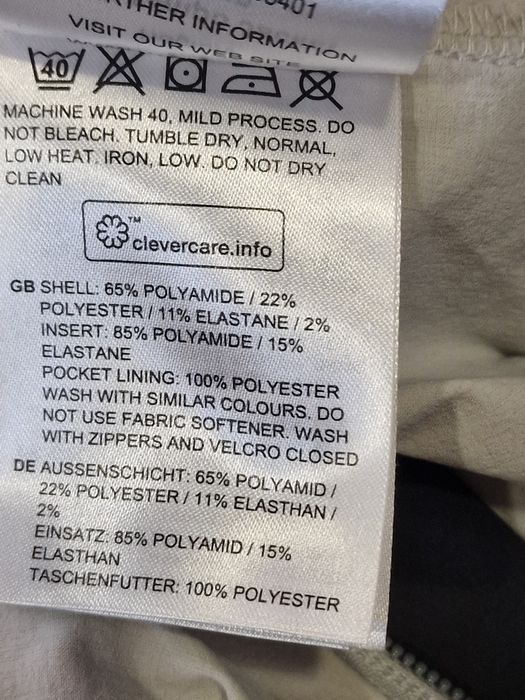 THER INFORMATION
VISIT OUR WEB SITE
40
MACHINE WASH 40, MILD PROCESS. DO
NOT BLEACH. TUMBLE DRY, NORMAL,
LOW HEAT. IRON, LOW. DO NOT DRY
CLEAN
™
clevercare.info
GB SHELL: 65% POLYAMIDE / 22%
POLYESTER / 11% ELASTANE / 2%
INSERT: 85% POLYAMIDE / 15%
ELASTANE
POCKET LINING: 100% POLYESTER
WASH WITH SIMILAR COLOURS. DO
NOT USE FABRIC SOFTENER. WASH
WITH ZIPPERS AND VELCRO CLOSED
DE AUSSENSCHICHT: 65% POLYAMID /
22% POLYESTER / 11% ELASTHAN /
2%
EINSATZ: 85% POLYAMID / 15%
ELASTHAN
TASCHENFUTTER: 100% POLYESTER